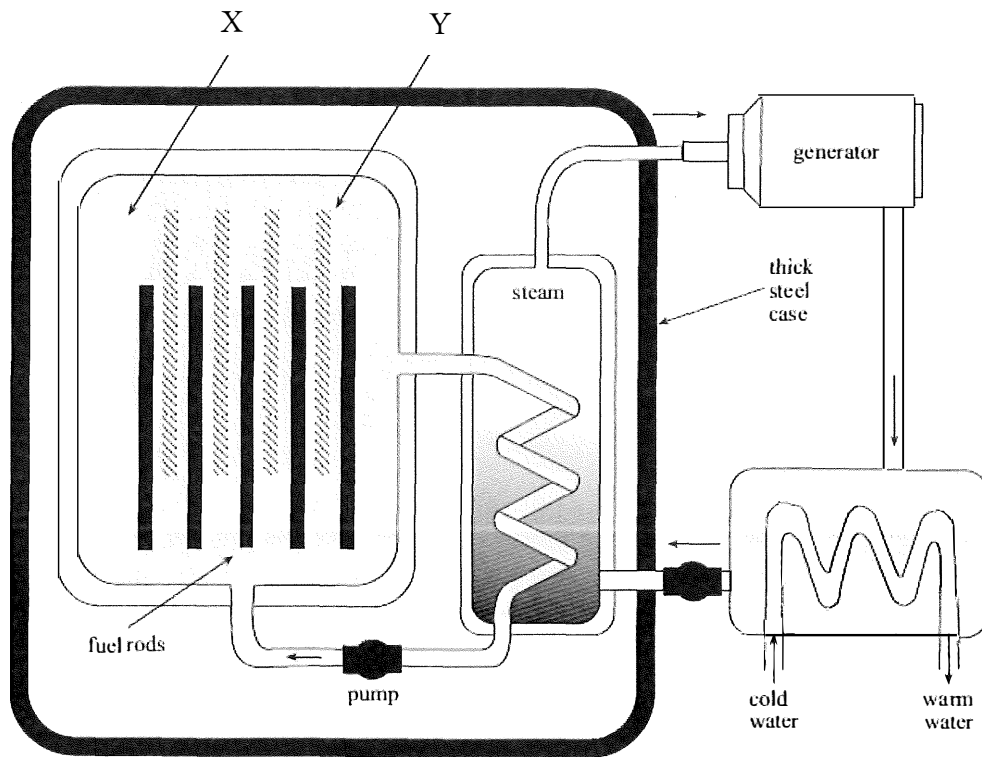 X
Y
generator
steam
thick
steel
case
fuel rods
pump
cold
water
warm
water